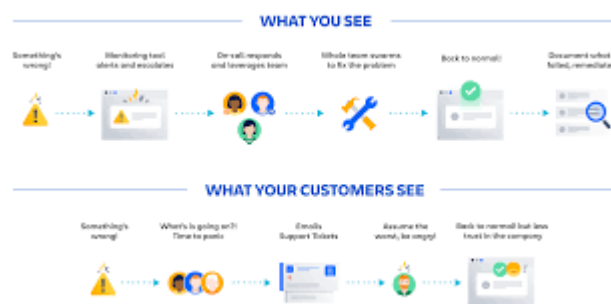 WHAT YOU SEE
Something's
wrong!
Monitoring tool
alerts and escalates
On-call responds
and leverages team
Whole team swarms
to fix the problem
Back to normal!
Document what
failed, remediate
WHAT YOUR CUSTOMERS SEE
Something's
wrong!
What's going on?!
Time to panic
Emails
Support Tickets
Assume the
worst, be angry!
Back to normal but less
trust in the company